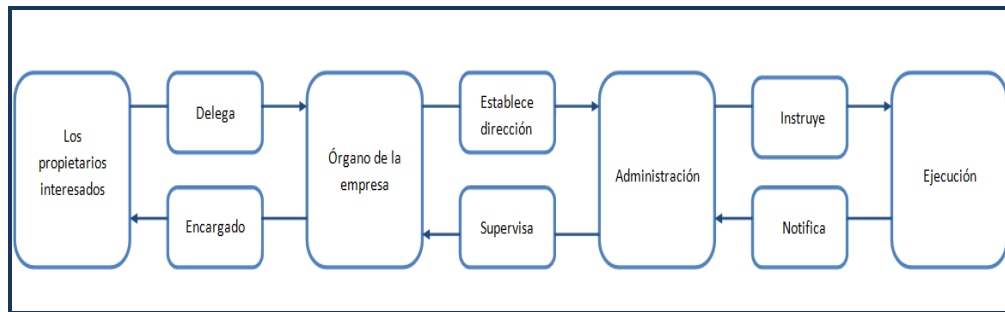 Los
propietarios
interesados
Delega
Encargado
Órgano de la
empresa
Establece
dirección
Supervisa
Administración
Instruye
Notifica
Ejecución